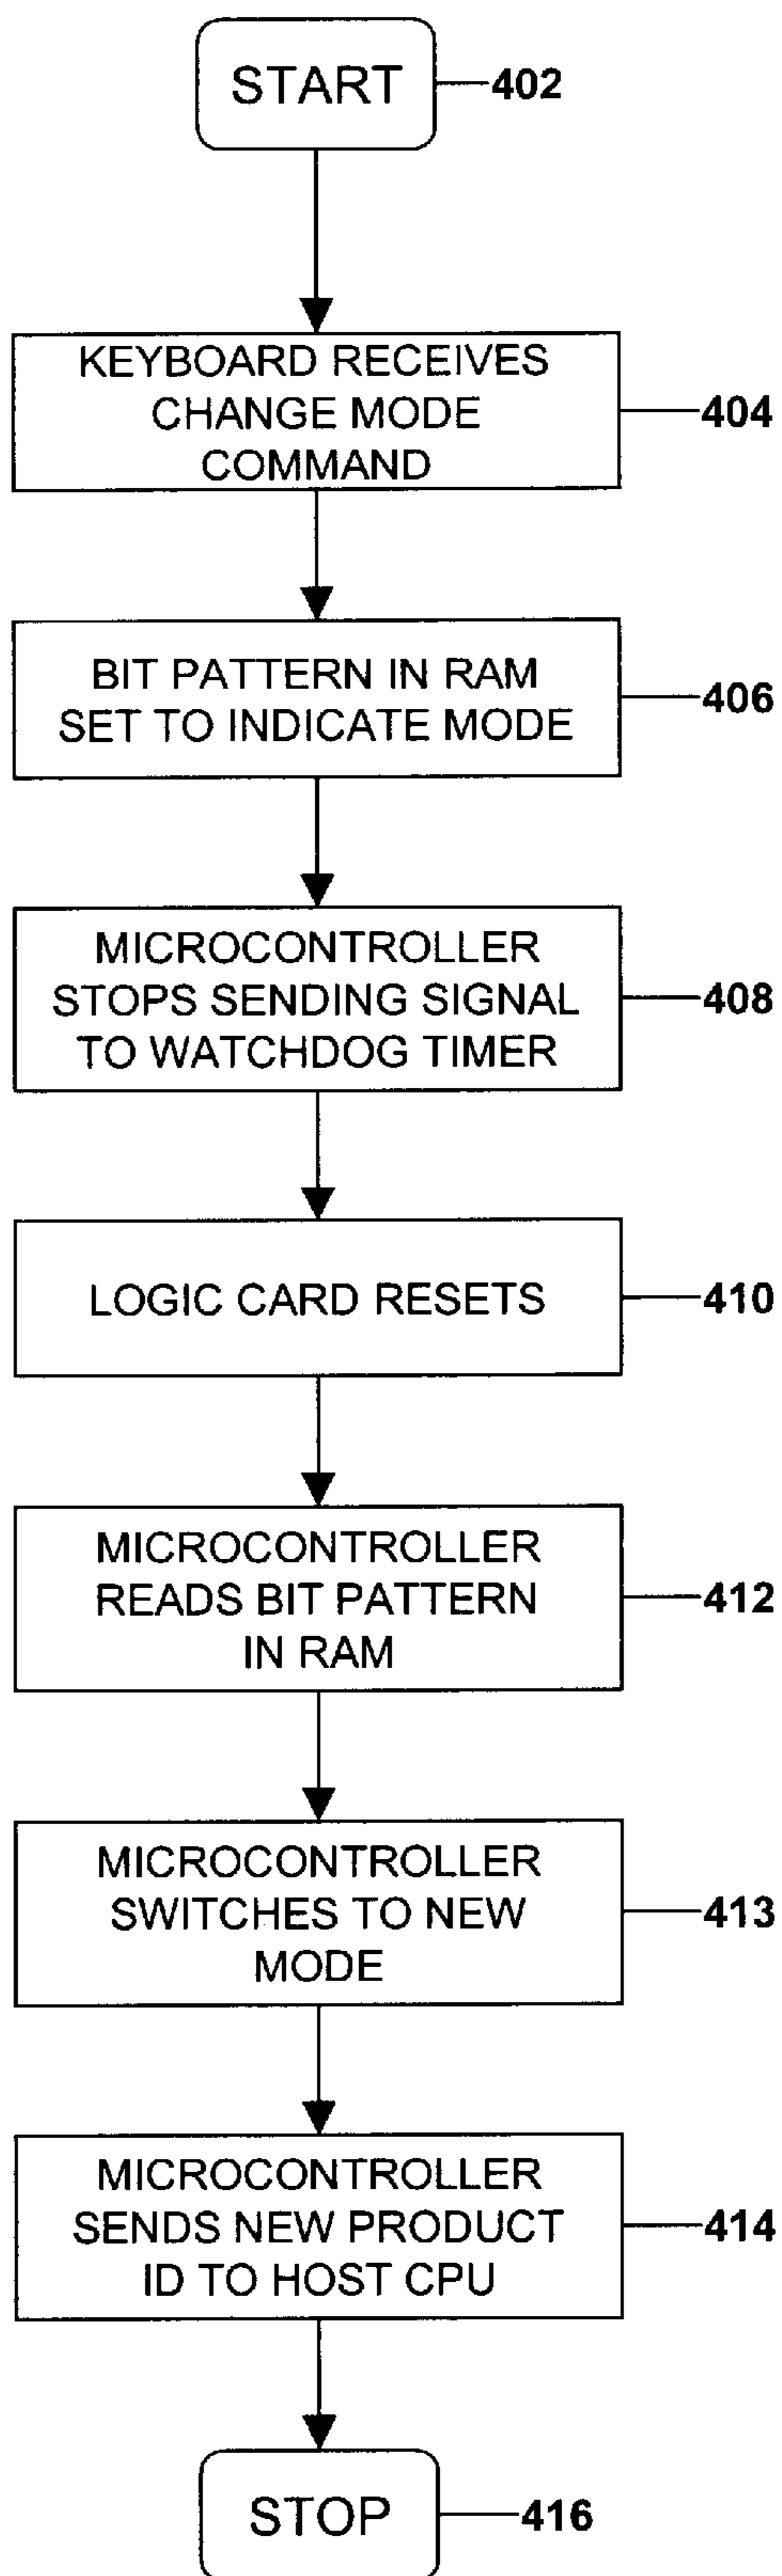 START
402
KEYBOARD RECEIVES
CHANGE MODE
COMMAND
404
BIT PATTERN IN RAM
SET TO INDICATE MODE
406
MICROCONTROLLER
STOPS SENDING SIGNAL
TO WATCHDOG TIMER
408
LOGIC CARD RESETS
410
MICROCONTROLLER
READS BIT PATTERN
IN RAM
412
MICROCONTROLLER
SWITCHES TO NEW
MODE
413
MICROCONTROLLER
SENDS NEW PRODUCT
ID TO HOST CPU
414
STOP
416